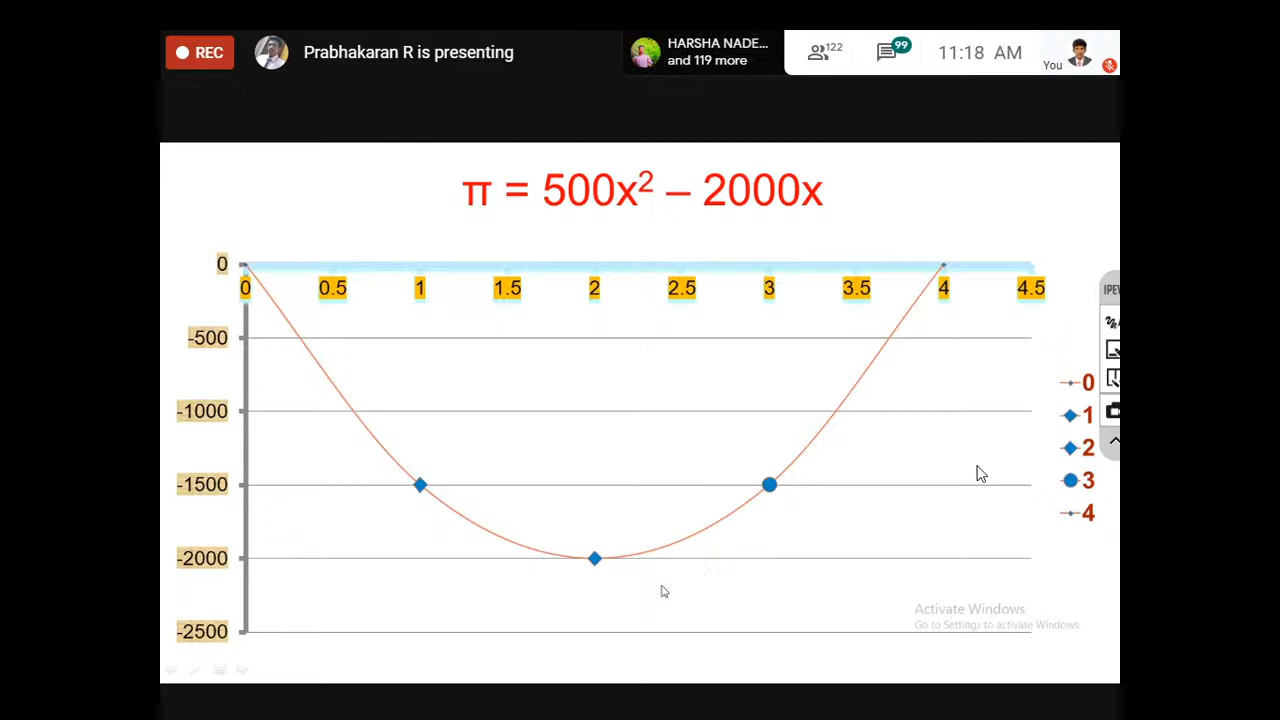 REC
Prabhakaran R is presenting
HARSHA NADE...
and 119 more
122
99
11:18 AM
You
π = 500x² – 2000x
0
0 0.5 1 1.5 2 2.5 3 3.5 4 4.5
-500
-1000
-1500
-2000
-2500
IPEV
0
1
2
3
4
Activate Windows
Go to Settings to activate Windows.